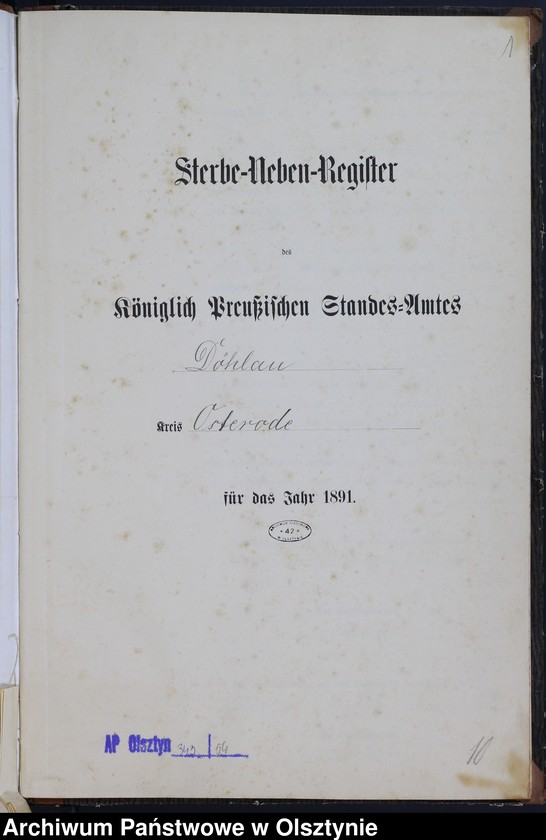 1
Sterbe-Neben-Register
des
Königlich Preußischen Standes-Amtes
Döhlau
Kreis Osterode
für das Jahr 1891.
* 42 *
AP Olsztyn
10
Archiwum Państwowe w Olsztynie